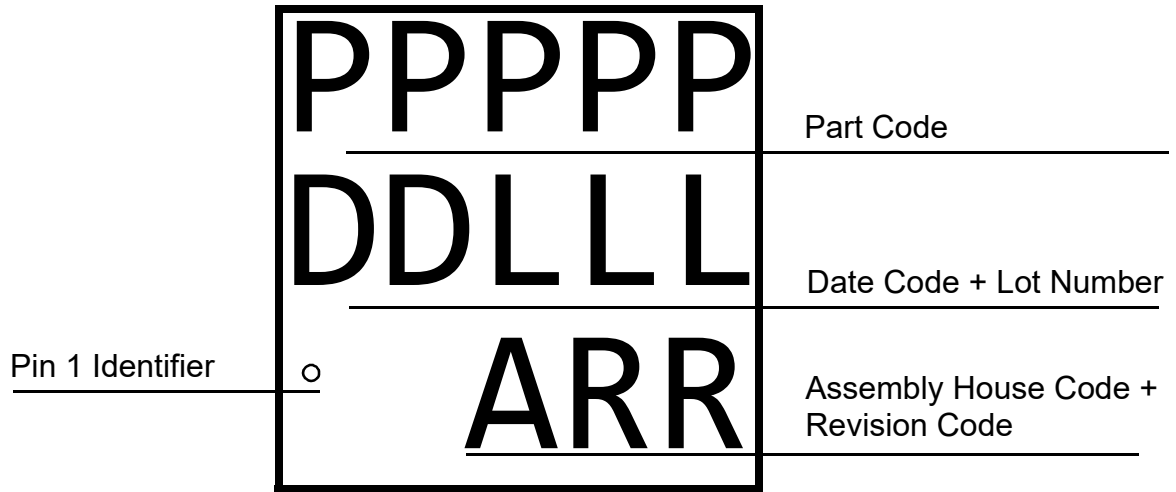 PPPPP
Part Code
DDLLL
Date Code + Lot Number
Pin 1 Identifier
ARR
Assembly House Code +
Revision Code